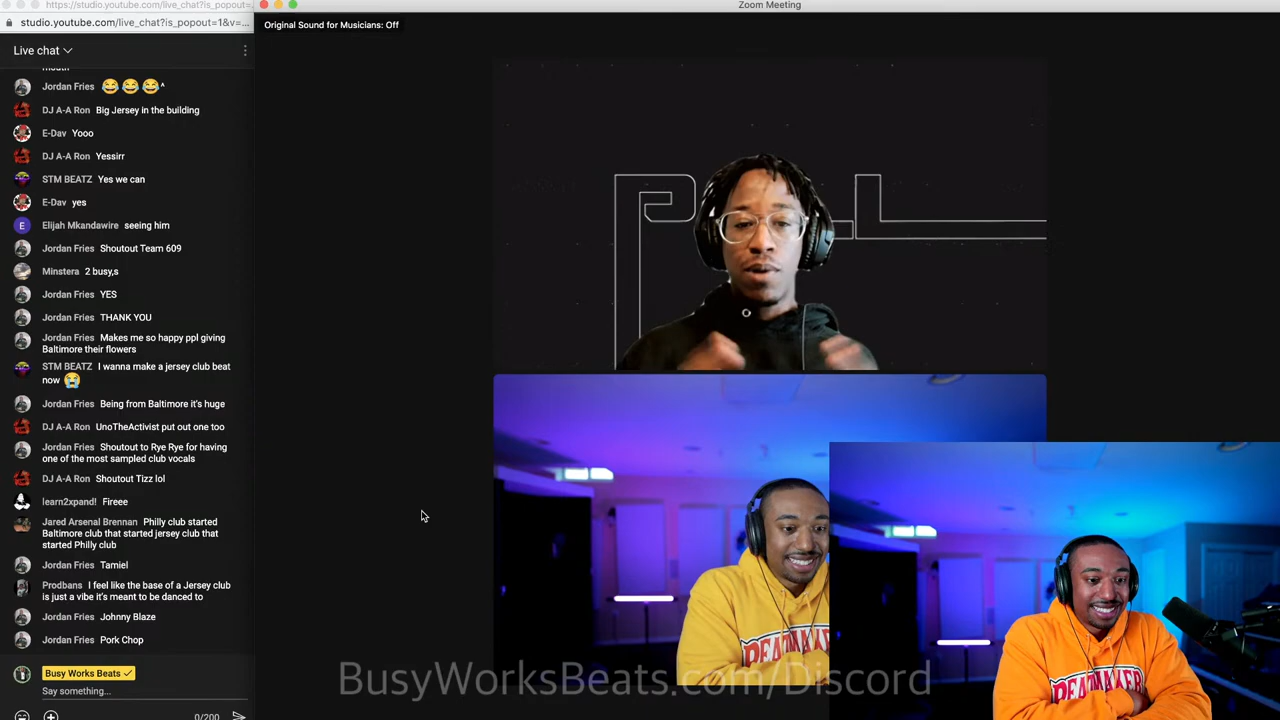 https://studio.youtube.com/live_chat?is_popout=
Zoom Meeting
studio.youtube.com/live_chat?is_popout=1&v=...
Original Sound for Musicians: Off
Live chat
mouth
Jordan Fries 😂😂😂^
DJ A-A Ron Big Jersey in the building
E-Dav Yooo
DJ A-A Ron Yessirr
STM BEATZ Yes we can
E-Dav yes
E
Elijah Mkandawire seeing him
Jordan Fries Shoutout Team 609
Minstera 2 busy,s
Jordan Fries YES
Jordan Fries THANK YOU
Jordan Fries Makes me so happy ppl giving
Baltimore their flowers
STM BEATZ I wanna make a jersey club beat
now 😭
Jordan Fries Being from Baltimore it's huge
DJ A-A Ron UnoTheActivist put out one too
Jordan Fries Shoutout to Rye Rye for having
one of the most sampled club vocals
DJ A-A Ron Shoutout Tizz lol
learn2xpand! Fireee
Jared Arsenal Brennan Philly club started
Baltimore club that started jersey club that
started Philly club
Jordan Fries Tamiel
Prodbans I feel like the base of a Jersey club
is just a vibe it's meant to be danced to
Jordan Fries Johnny Blaze
Jordan Fries Pork Chop
Busy Works Beats ✓
Say something...
0/200
BusyWorksBeats.com/Discord